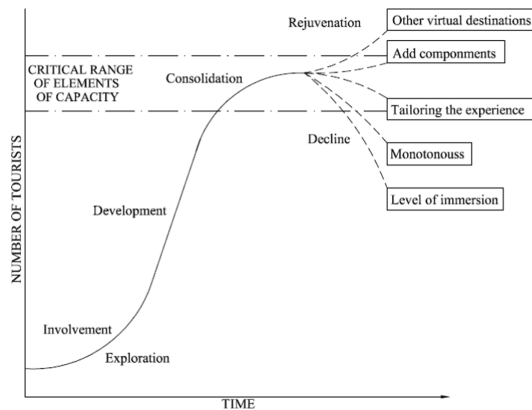 Rejuvenation
Other virtual destinations
Add componments
CRITICAL RANGE
OF ELEMENTS
OF CAPACITY
Consolidation
Tailoring the experience
Decline
Monotonouss
Level of immersion
Development
NUMBER OF TOURISTS
Involvement
Exploration
TIME